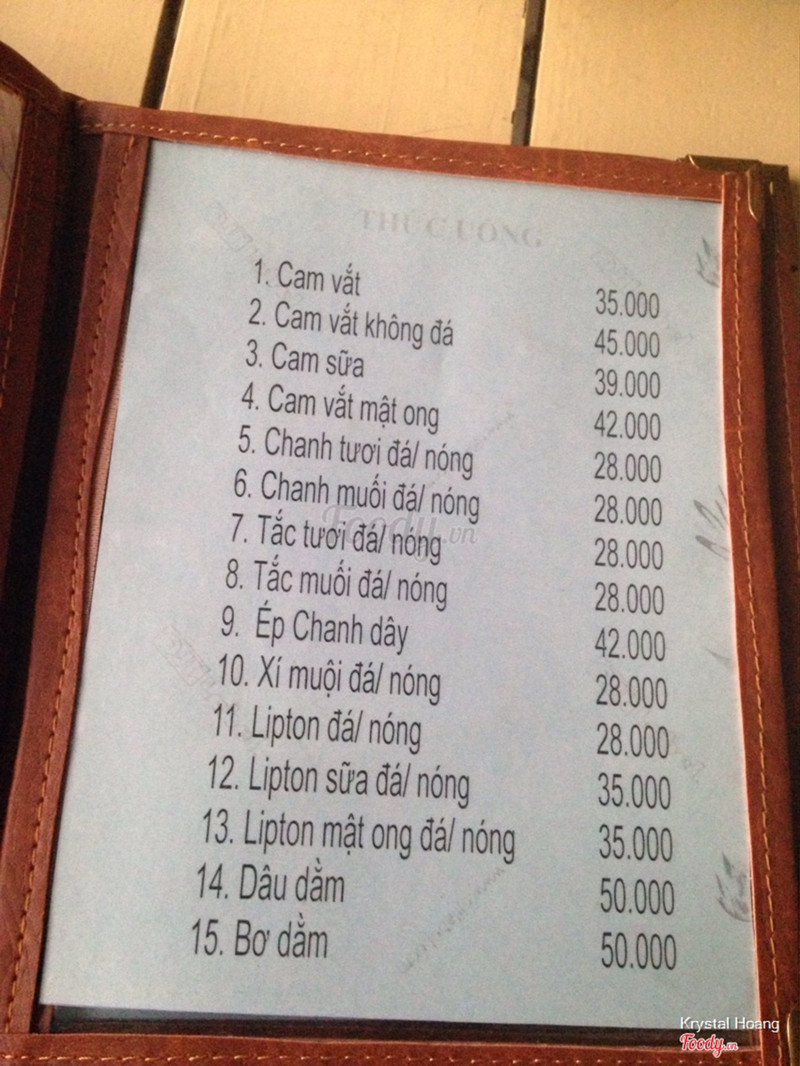 THỨC UỐNG
1. Cam vắt 35.000
2. Cam vắt không đá 45.000
3. Cam sữa 39.000
4. Cam vắt mật ong 42.000
5. Chanh tươi đá/ nóng 28.000
6. Chanh muối đá/ nóng 28.000
7. Tắc tươi đá/ nóng 28.000
8. Tắc muối đá/ nóng 28.000
9. Ép Chanh dây 42.000
10. Xí muội đá/ nóng 28.000
11. Lipton đá/ nóng 28.000
12. Lipton sữa đá/ nóng 35.000
13. Lipton mật ong đá/ nóng 35.000
14. Dâu dằm 50.000
15. Bơ dằm 50.000
Foody.vn
Krystal Hoang
Foody.vn